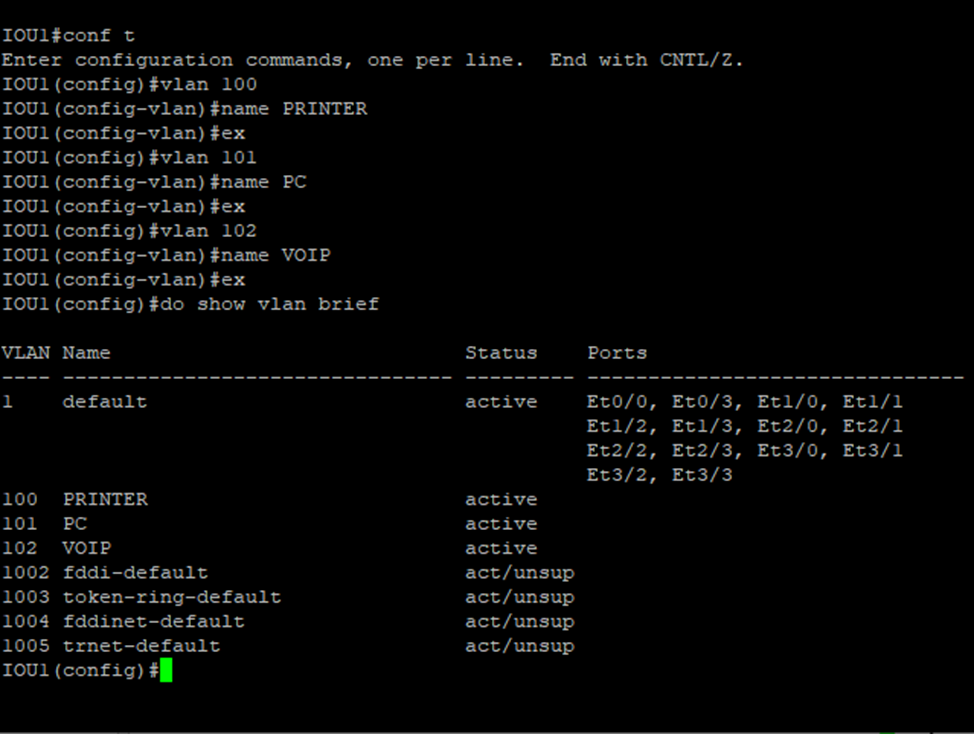 IOU1#conf t
Enter configuration commands, one per line.  End with CNTL/Z.
IOU1(config)#vlan 100
IOU1(config-vlan)#name PRINTER
IOU1(config-vlan)#ex
IOU1(config)#vlan 101
IOU1(config-vlan)#name PC
IOU1(config-vlan)#ex
IOU1(config)#vlan 102
IOU1(config-vlan)#name VOIP
IOU1(config-vlan)#ex
IOU1(config)#do show vlan brief

VLAN Name                             Status    Ports
---- -------------------------------- --------- -------------------------------
1    default                          active    Et0/0, Et0/3, Et1/0, Et1/1
                                                Et1/2, Et1/3, Et2/0, Et2/1
                                                Et2/2, Et2/3, Et3/0, Et3/1
                                                Et3/2, Et3/3
100  PRINTER                          active
101  PC                               active
102  VOIP                             active
1002 fddi-default                     act/unsup
1003 token-ring-default               act/unsup
1004 fddinet-default                  act/unsup
1005 trnet-default                    act/unsup
IOU1(config)#